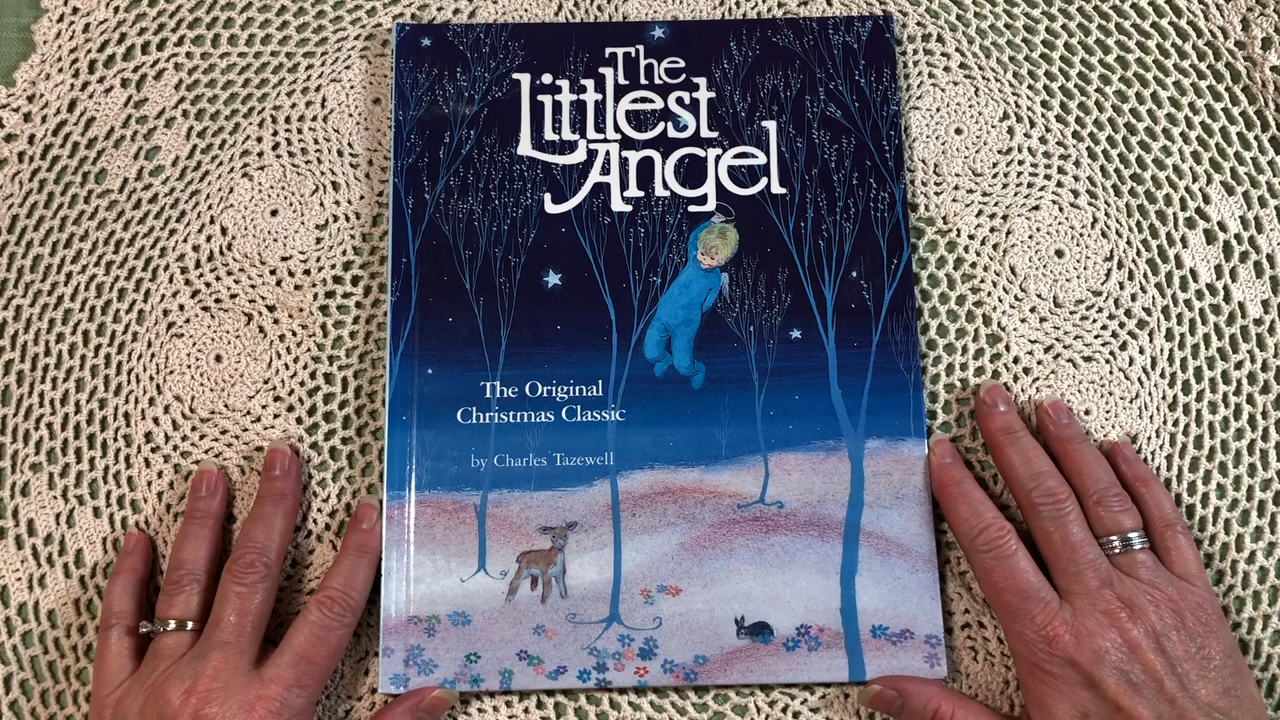 The
Littlest
Angel
The Original
Christmas Classic
by Charles Tazewell